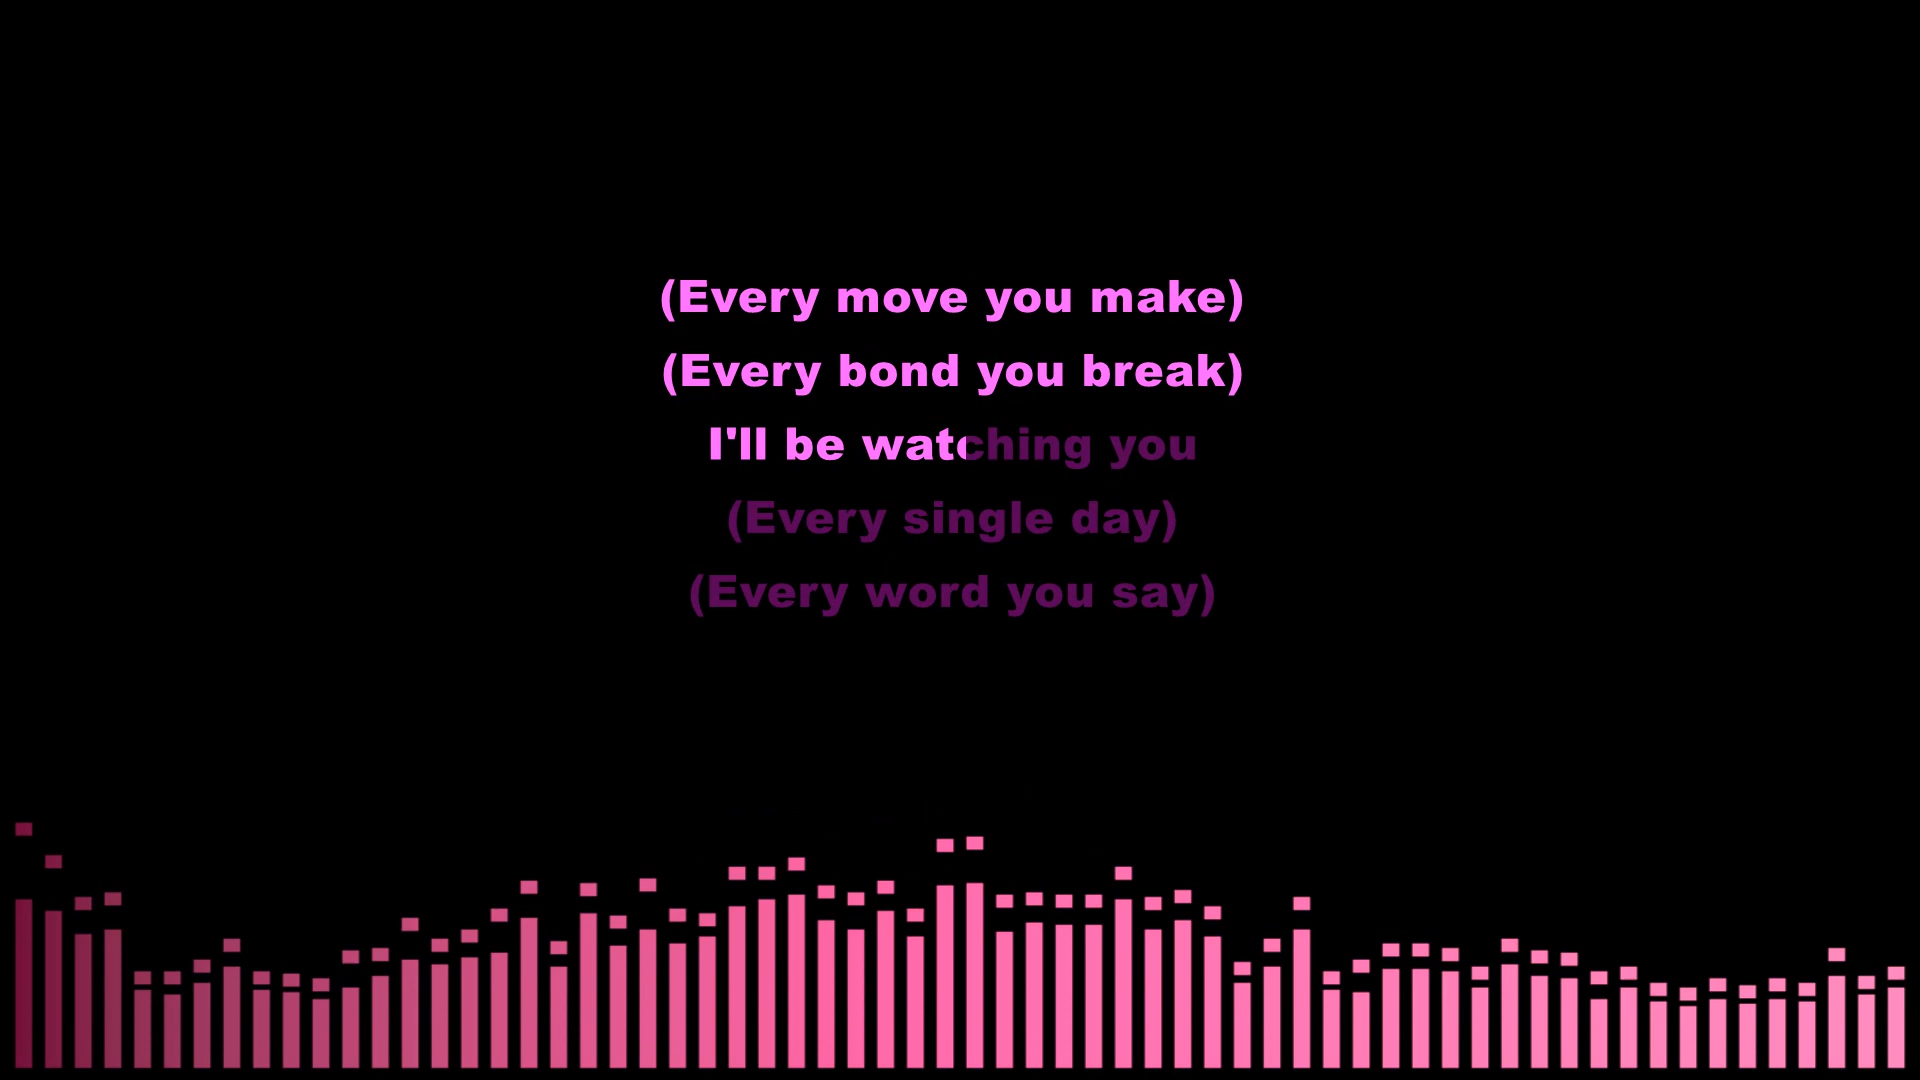 (Every move you make)
(Every bond you break)
I'll be watching you
(Every single day)
(Every word you say)